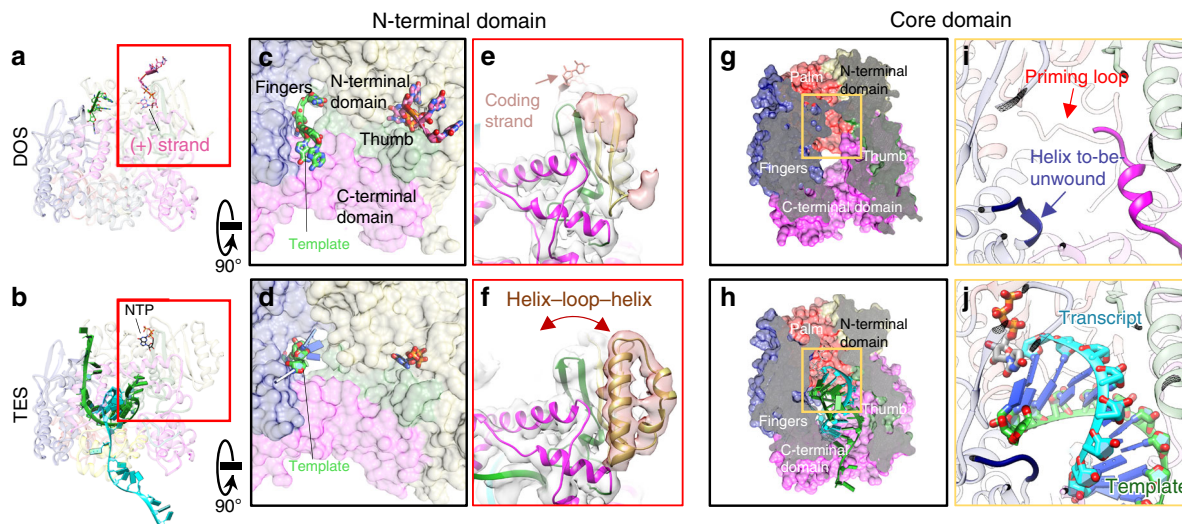 N-terminal domain
Core domain
a
DOS
(+) strand
90°
c
Fingers
N-terminal
domain
Thumb
C-terminal
domain
Template
e
Coding
strand
g
Palm
N-terminal
domain
Fingers
Thumb
C-terminal domain
i
Priming loop
Helix to-be-
unwound
b
TES
NTP
90°
d
Template
f
Helix–loop–helix
h
Palm
N-terminal
domain
Fingers
Thumb
C-terminal
domain
j
Transcript
Template